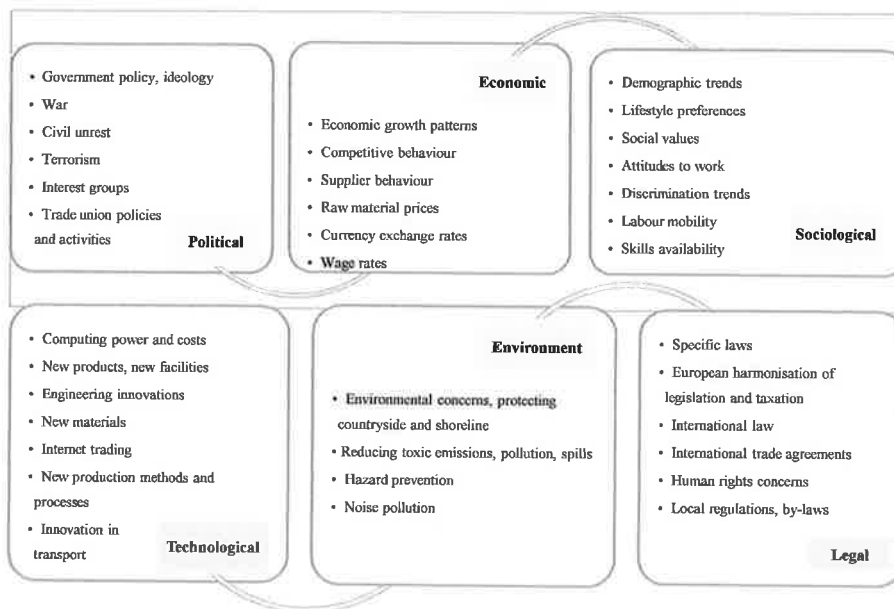 • Government policy, ideology
• War
• Civil unrest
• Terrorism
• Interest groups
• Trade union policies
and activities
Political
Economic
• Economic growth patterns
• Competitive behaviour
• Supplier behaviour
• Raw material prices
• Currency exchange rates
• Wage rates
• Demographic trends
• Lifestyle preferences
• Social values
• Attitudes to work
• Discrimination trends
• Labour mobility
• Skills availability
Sociological
• Computing power and costs
• New products, new facilities
• Engineering innovations
• New materials
• Internet trading
• New production methods and
processes
• Innovation in
transport
Technological
Environment
• Environmental concerns, protecting
countryside and shoreline
• Reducing toxic emissions, pollution, spills
• Hazard prevention
• Noise pollution
• Specific laws
• European harmonisation of
legislation and taxation
• International law
• International trade agreements
• Human rights concerns
• Local regulations, by-laws
Legal